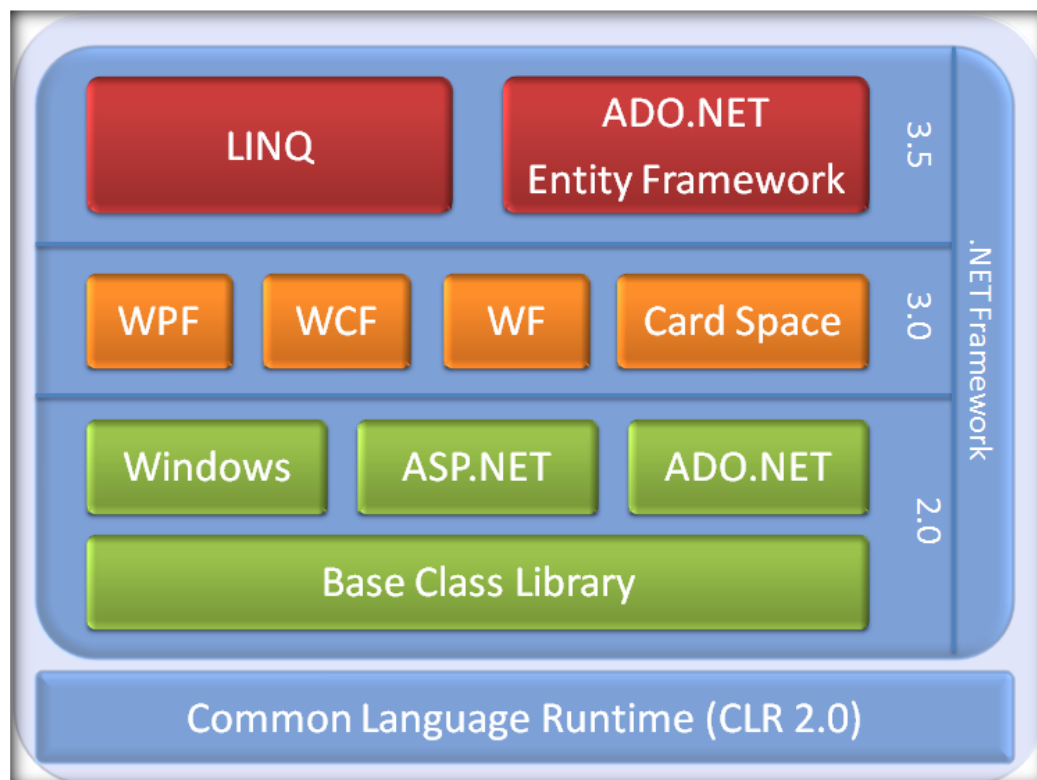 LINQ
ADO.NET
Entity Framework
3.5
WPF
WCF
WF
Card Space
3.0
.NET Framework
Windows
ASP.NET
ADO.NET
2.0
Base Class Library
Common Language Runtime (CLR 2.0)